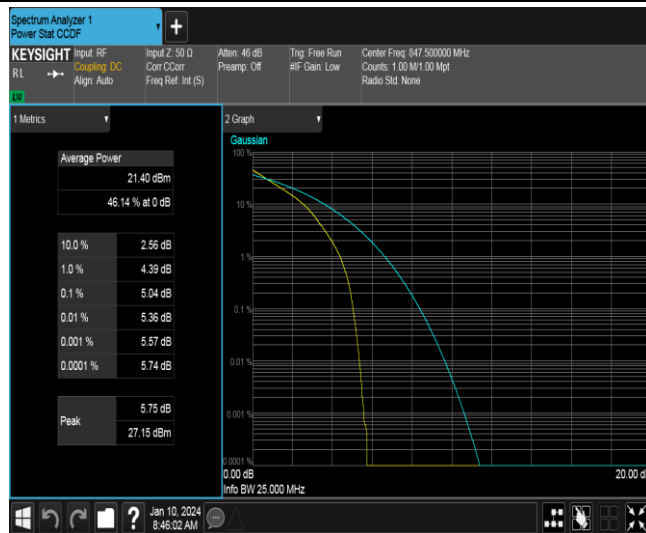 Spectrum Analyzer 1
Power Stat CCDF
KEYSIGHT
RL
LXI
Input: RF
Coupling: DC
Align: Auto
Input Z: 50 Ω
Corr CCorr
Freq Ref: Int (S)
Atten: 46 dB
Preamp: Off
Trig: Free Run
#IF Gain: Low
Center Freq: 847.500000 MHz
Counts: 1.00 M/1.00 Mpt
Radio Std: None
1 Metrics
Average Power
21.40 dBm
46.14 % at 0 dB
10.0 % 2.56 dB
1.0 % 4.39 dB
0.1 % 5.04 dB
0.01 % 5.36 dB
0.001 % 5.57 dB
0.0001 % 5.74 dB
Peak
5.75 dB
27.15 dBm
2 Graph
Gaussian
100 %
10 %
1 %
0.1 %
0.01 %
0.001 %
0.0001 %
0.00 dB
20.00 d
Info BW 25.000 MHz
?
Jan 10, 2024
8:46:02 AM